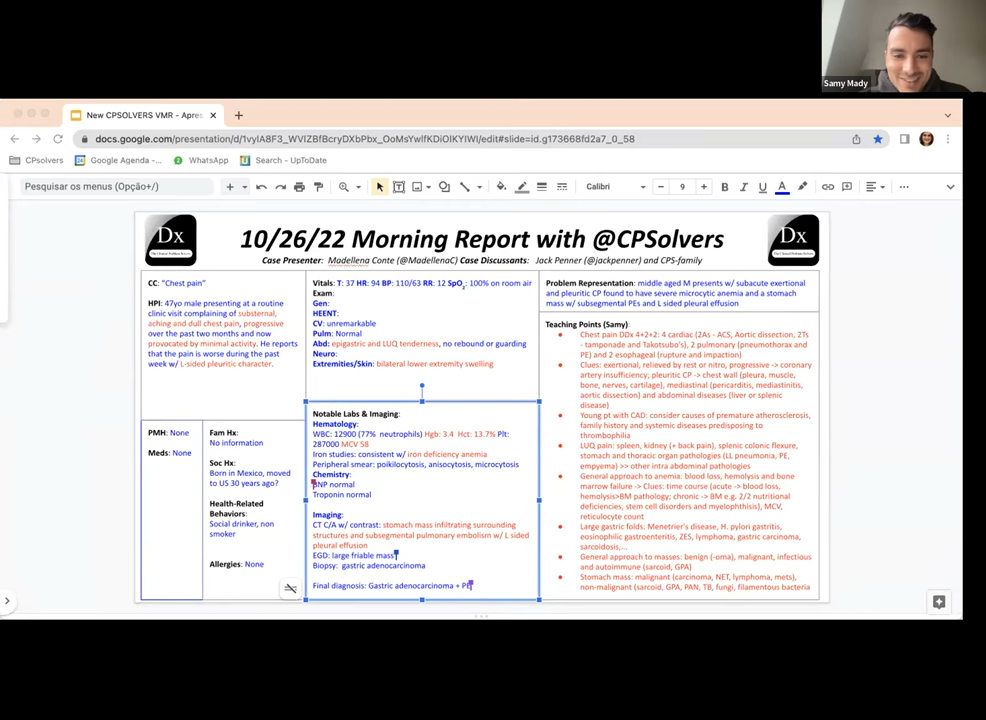 Samy Mady
New CPSOLVERS VMR - Apres
docs.google.com/presentation/d/1vylA8F3_WVIZBfBcryDXbPbx_OoMsYwlfKDiOlKYIWI/edit#slide=id.g173668fd2a7_0_58
CPsolvers
Google Agenda -...
WhatsApp
Search - UpToDate
Pesquisar os menus (Opção+/)
Calibri
9
Dx
10/26/22 Morning Report with @CPSolvers
Case Presenter: Madellena Conte (@MadellenaC) Case Discussants: Jack Penner (@jackpenner) and CPS-family
Dx
CC: "Chest pain"
HPI: 47yo male presenting at a routine
clinic visit complaining of substernal,
aching and dull chest pain, progressive
over the past two months and now
provocated by minimal activity. He reports
that the pain is worse during the past
week w/ L-sided pleuritic character.
PMH: None
Meds: None
Fam Hx:
No information
Soc Hx:
Born in Mexico, moved
to US 30 years ago?
Health-Related
Behaviors:
Social drinker, non
smoker
Allergies: None
Vitals: T: 37 HR: 94 BP: 110/63 RR: 12 SpO2: 100% on room air
Exam:
Gen:
HEENT:
CV: unremarkable
Pulm: Normal
Abd: epigastric and LUQ tenderness, no rebound or guarding
Neuro:
Extremities/Skin: bilateral lower extremity swelling
Notable Labs & Imaging:
Hematology:
WBC: 12900 (77% neutrophils) Hgb: 3.4 Hct: 13.7% Plt:
287000 MCV 58
Iron studies: consistent w/ iron deficiency anemia
Peripheral smear: poikilocytosis, anisocytosis, microcytosis
Chemistry:
BNP normal
Troponin normal
Imaging:
CT C/A w/ contrast: stomach mass infiltrating surrounding
structures and subsegmental pulmonary embolism w/ L sided
pleural effusion
EGD: large friable mass
Biopsy: gastric adenocarcinoma
Final diagnosis: Gastric adenocarcinoma + PE
Problem Representation: middle aged M presents w/ subacute exertional
and pleuritic CP found to have severe microcytic anemia and a stomach
mass w/ subsegmental PEs and L sided pleural effusion
Teaching Points (Samy):
● Chest pain DDx 4+2+2: 4 cardiac (2As - ACS, Aortic dissection, 2Ts
- tamponade and Takotsubo's), 2 pulmonary (pneumothorax and
PE) and 2 esophageal (rupture and impaction)
● Clues: exertional, relieved by rest or nitro, progressive -> coronary
artery insufficiency; pleuritic CP -> chest wall (pleura, muscle,
bone, nerves, cartilage), mediastinal (pericarditis, mediastinitis,
aortic dissection) and abdominal diseases (liver or splenic
disease)
● Young pt with CAD: consider causes of premature atherosclerosis,
family history and systemic diseases predisposing to
thrombophilia
● LUQ pain: spleen, kidney (+ back pain), splenic colonic flexure,
stomach and thoracic organ pathologies (LL pneumonia, PE,
empyema) >> other intra abdominal pathologies
● General approach to anemia: blood loss, hemolysis and bone
marrow failure -> Clues: time course (acute -> blood loss,
hemolysis>BM pathology; chronic -> BM e.g. 2/2 nutritional
deficiencies, stem cell disorders and myelophthisis), MCV,
reticulocyte count
● Large gastric folds: Menetrier's disease, H. pylori gastritis,
eosinophilic gastroenteritis, ZES, lymphoma, gastric carcinoma,
sarcoidosis,...
● General approach to masses: benign (-oma), malignant, infectious
and autoimmune (sarcoid, GPA)
● Stomach mass: malignant (carcinoma, NET, lymphoma, mets),
non-malignant (sarcoid, GPA, PAN, TB, fungi, filamentous bacteria